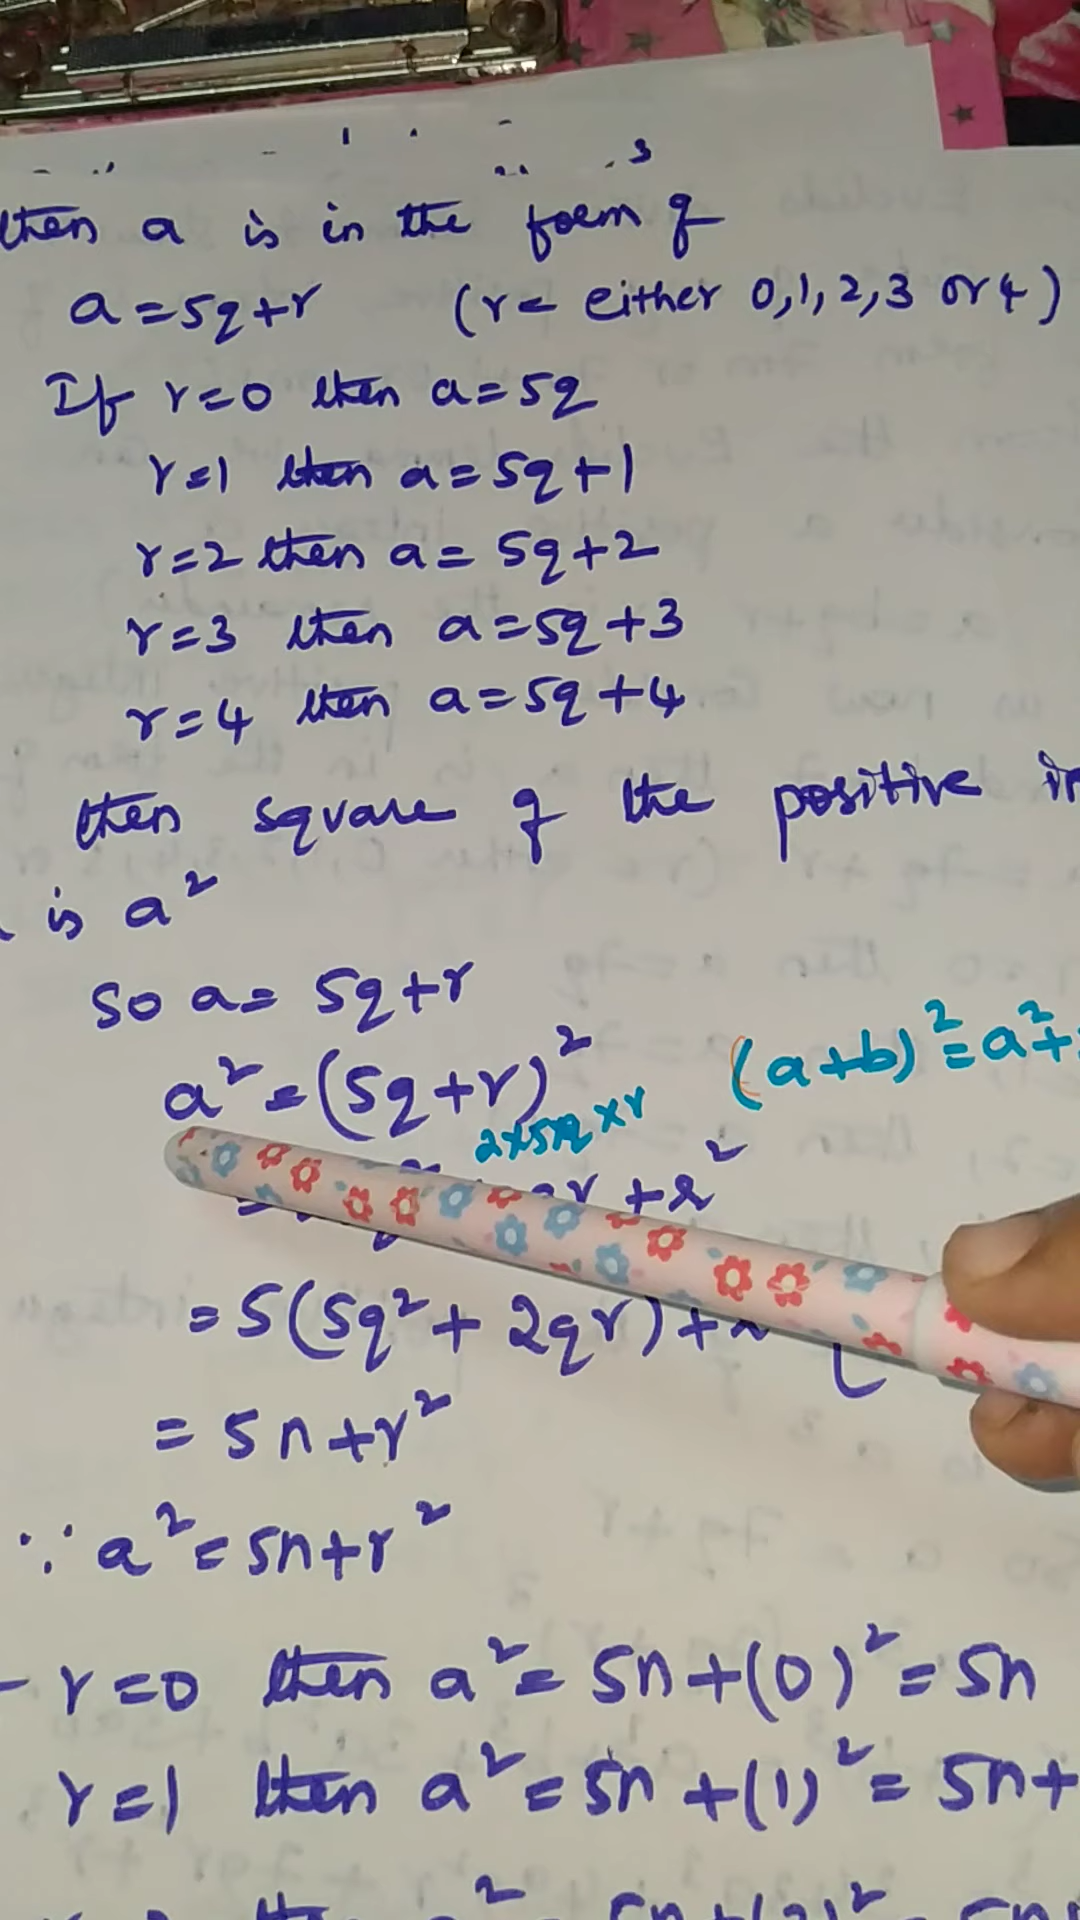 then a is in the form of
a=5q+r (r= either 0,1,2,3 or 4)
If r=0 then a=5q
r=1 then a=5q+1
r=2 then a= 5q+2
r=3 then a=5q+3
r=4 then a=5q+4
then square of the positive
is a²
So a= 5q+r
a²=(5q+r)² (a+b)²=a²+
2×5q×r
+r²
=5(5q²+2qr)+
= 5n+r²
∵ a²=5n+r²
r=0 then a²=5n+(0)²=5n
r=1 then a²=5n+(1)²=5n+